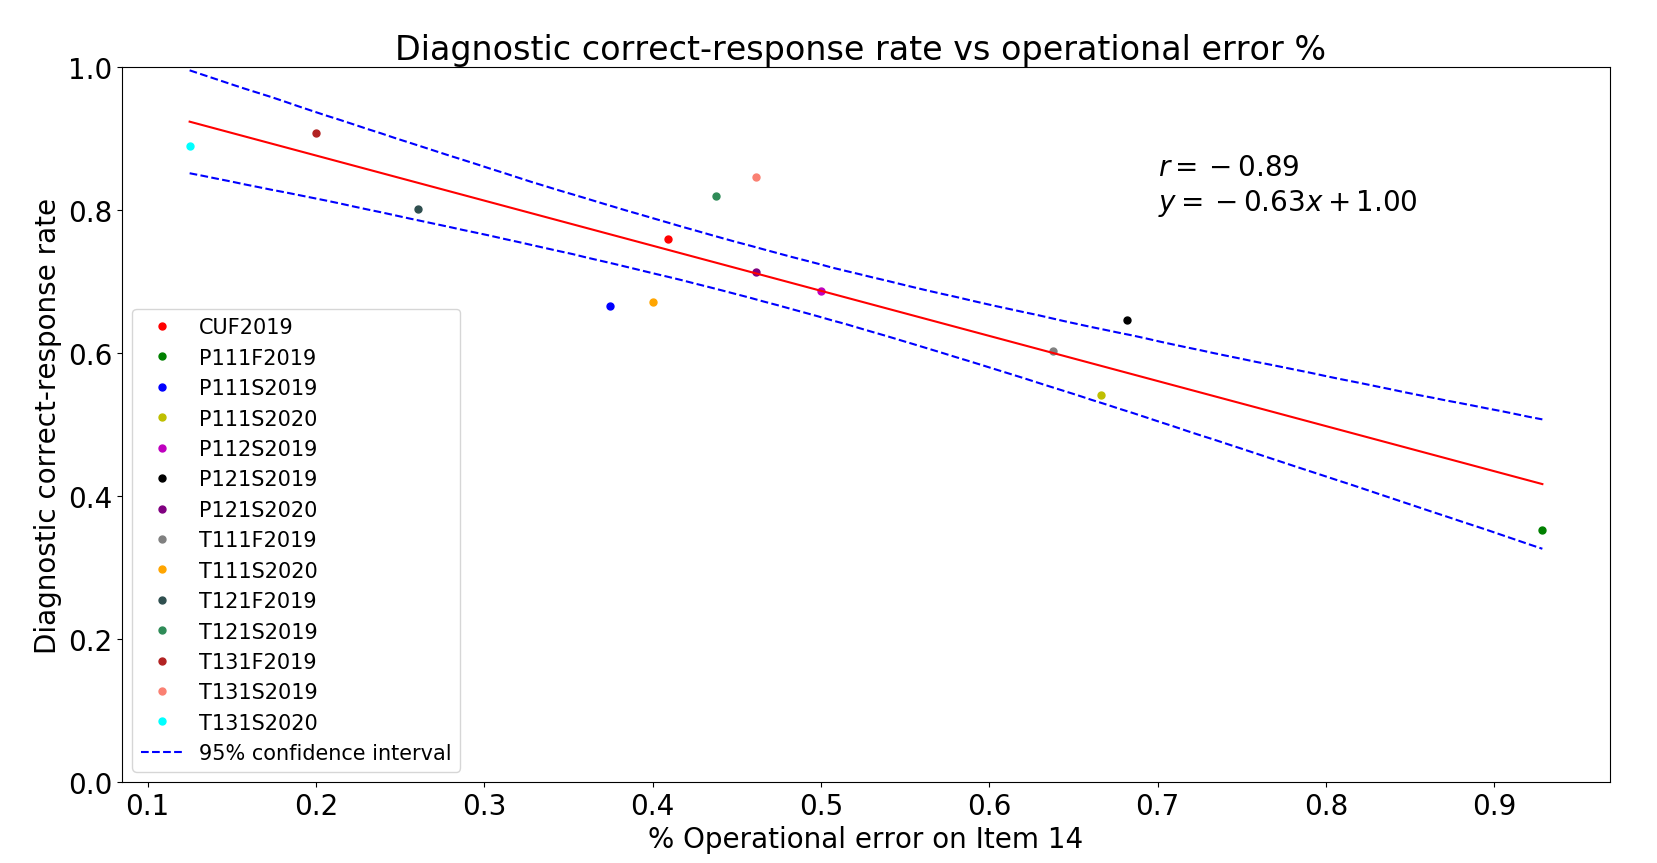 Diagnostic correct-response rate vs operational error %
1.0
0.8
0.6
0.4
0.2
0.0
Diagnostic correct-response rate
r = −0.89
y = −0.63x + 1.00
CUF2019
P111F2019
P111S2019
P111S2020
P112S2019
P121S2019
P121S2020
T111F2019
T111S2020
T121F2019
T121S2019
T131F2019
T131S2019
T131S2020
95% confidence interval
0.1 0.2 0.3 0.4 0.5 0.6 0.7 0.8 0.9
% Operational error on Item 14